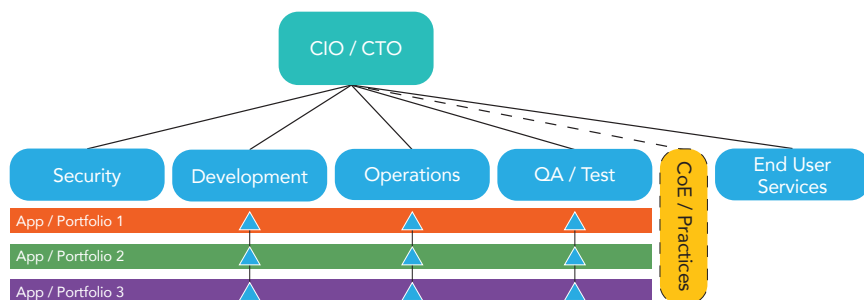 CIO / CTO
Security
Development
Operations
QA / Test
CoE / Practices
End User
Services
App / Portfolio 1
App / Portfolio 2
App / Portfolio 3